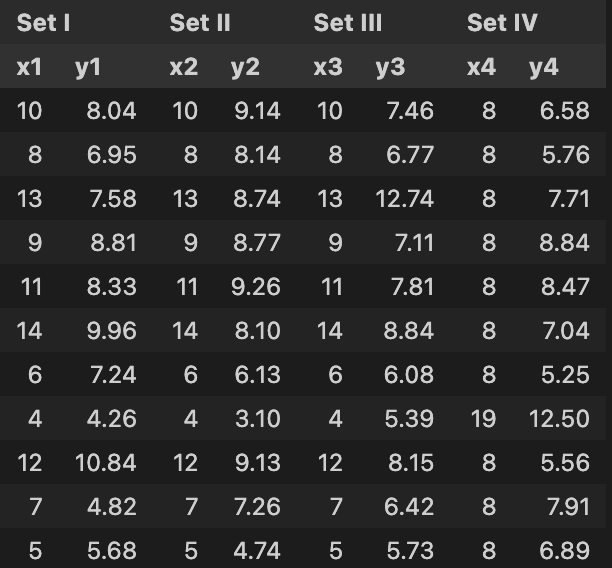 Set I Set II Set III Set IV
x1 y1 x2 y2 x3 y3 x4 y4
10 8.04 10 9.14 10 7.46 8 6.58
8 6.95 8 8.14 8 6.77 8 5.76
13 7.58 13 8.74 13 12.74 8 7.71
9 8.81 9 8.77 9 7.11 8 8.84
11 8.33 11 9.26 11 7.81 8 8.47
14 9.96 14 8.10 14 8.84 8 7.04
6 7.24 6 6.13 6 6.08 8 5.25
4 4.26 4 3.10 4 5.39 19 12.50
12 10.84 12 9.13 12 8.15 8 5.56
7 4.82 7 7.26 7 6.42 8 7.91
5 5.68 5 4.74 5 5.73 8 6.89